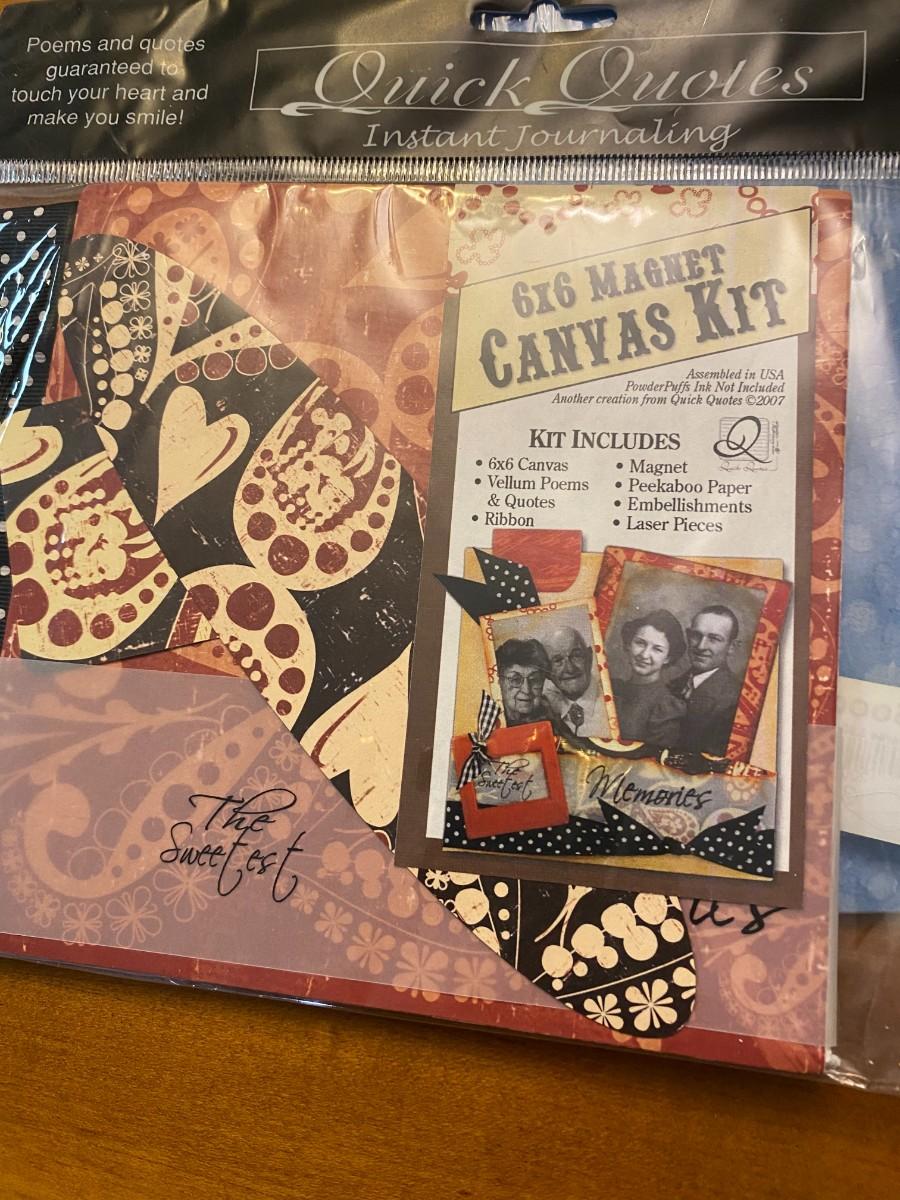 Poems and quotes
guaranteed to
touch your heart and
make you smile!
Quick Quotes
Instant Journaling
6x6 Magnet
Canvas Kit
Assembled in USA
PowderPuffs Ink Not Included
Another creation from Quick Quotes ©2007
Kit Includes
• 6x6 Canvas
• Vellum Poems
& Quotes
• Ribbon
• Magnet
• Peekaboo Paper
• Embellishments
• Laser Pieces
Q
Quick Quotes
The
Sweetest
Memories
The
Sweetest